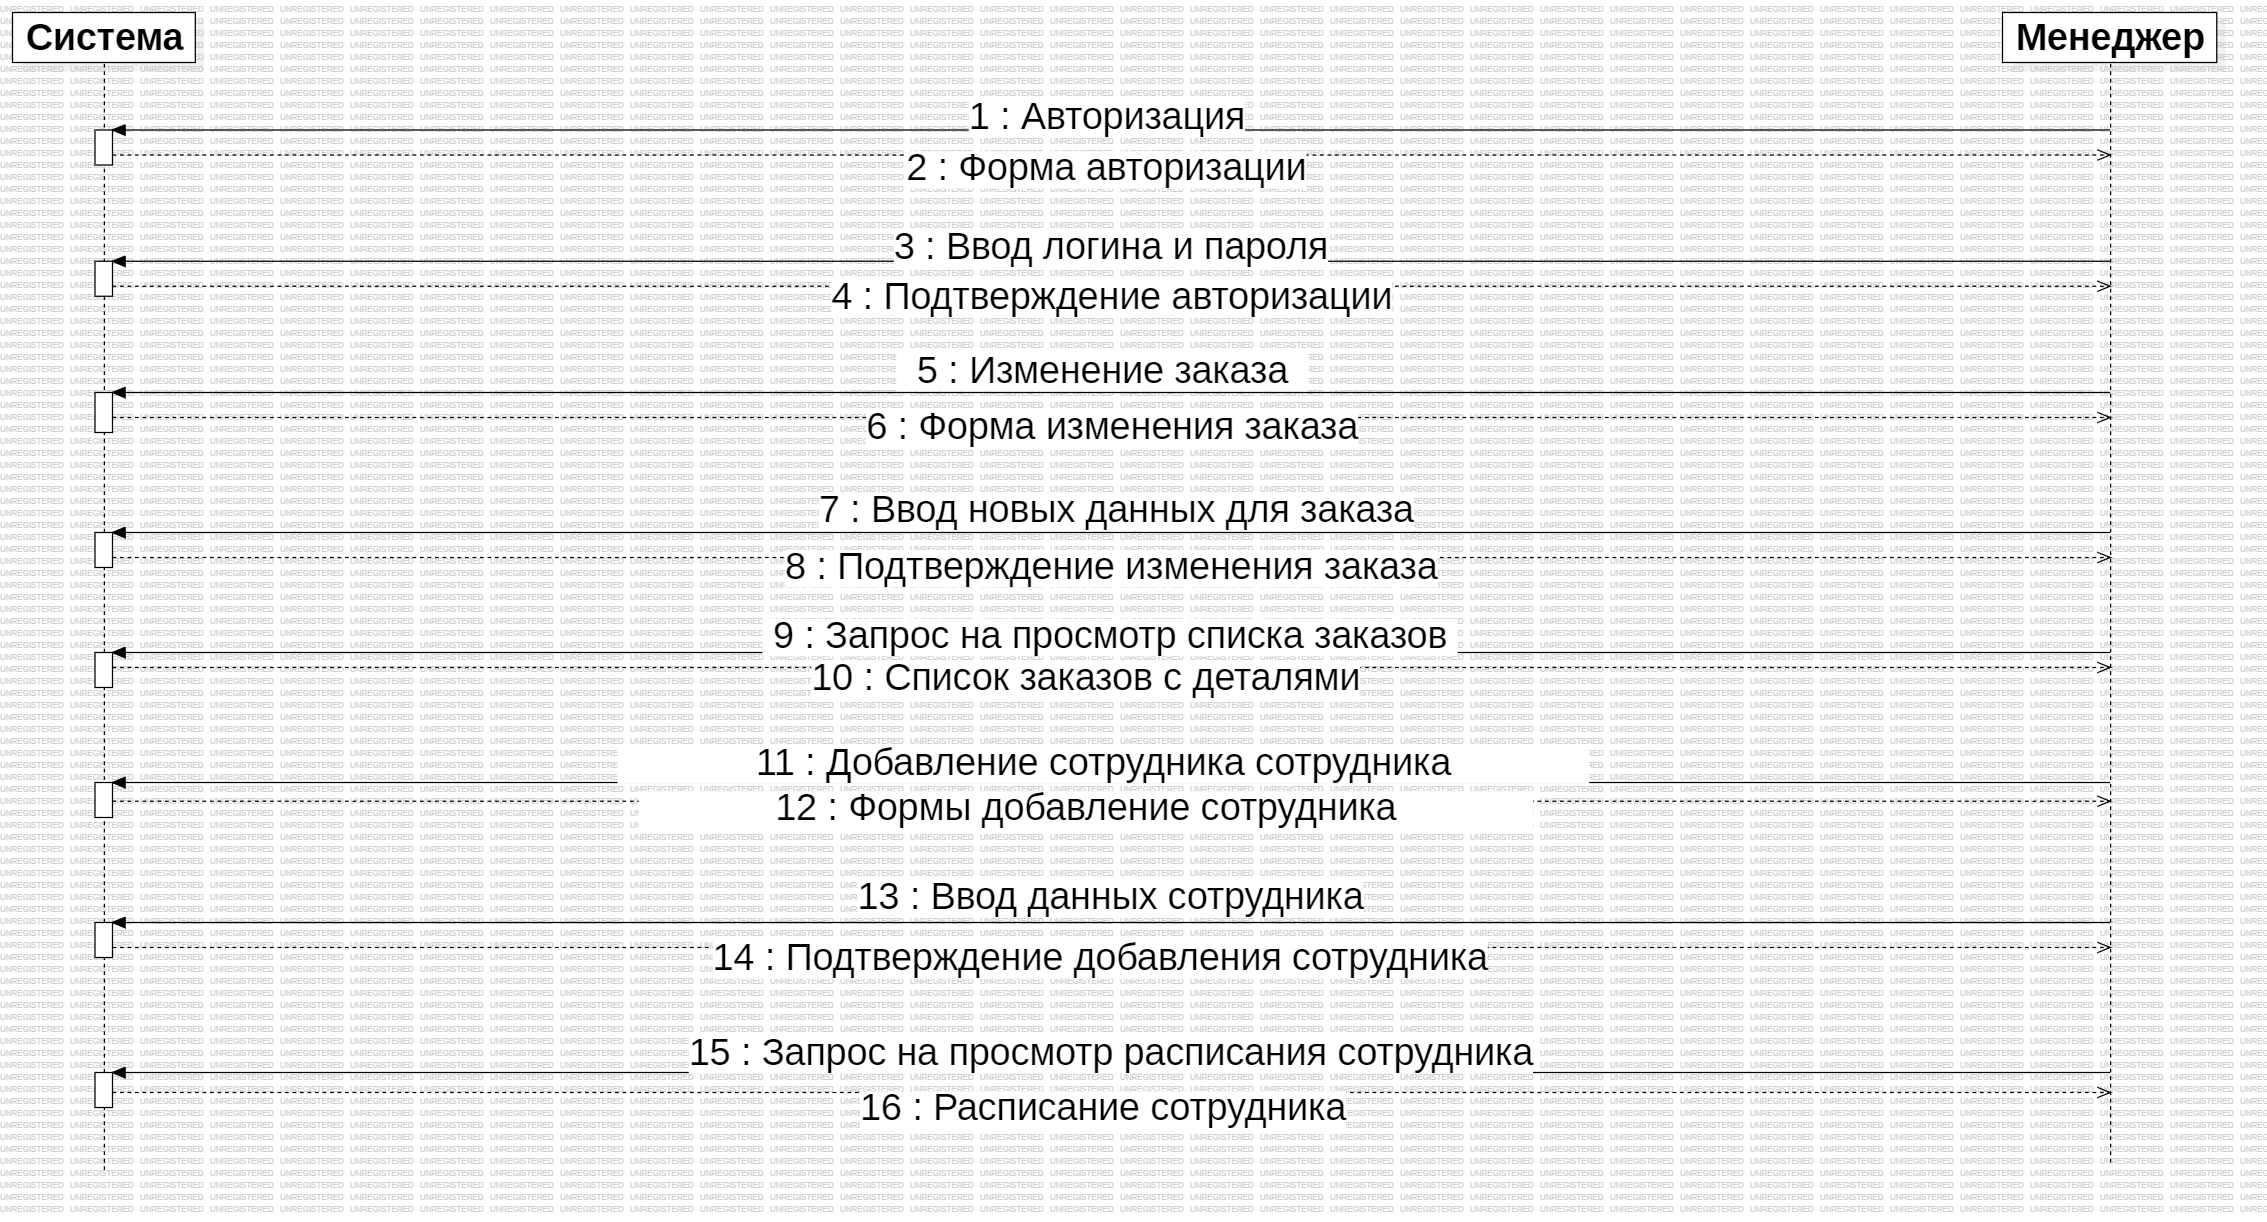 Система
Менеджер
1 : Авторизация
2 : Форма авторизации
3 : Ввод логина и пароля
4 : Подтверждение авторизации
5 : Изменение заказа
6 : Форма изменения заказа
7 : Ввод новых данных для заказа
8 : Подтверждение изменения заказа
9 : Запрос на просмотр списка заказов
10 : Список заказов с деталями
11 : Добавление сотрудника сотрудника
12 : Формы добавление сотрудника
13 : Ввод данных сотрудника
14 : Подтверждение добавления сотрудника
15 : Запрос на просмотр расписания сотрудника
16 : Расписание сотрудника
UNREGISTERED